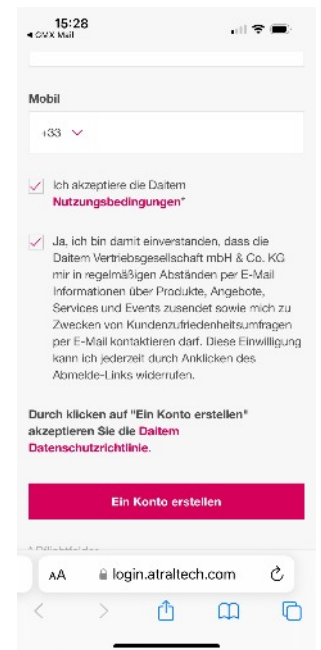 15:28
◀ GMX Mail
Mobil
+33
Ich akzeptiere die Daitem
Nutzungsbedingungen*
Ja, ich bin damit einverstanden, dass die
Daitem Vertriebsgesellschaft mbH & Co. KG
mir in regelmäßigen Abständen per E-Mail
Informationen über Produkte, Angebote,
Services und Events zusendet sowie mich zu
Zwecken von Kundenzufriedenheitsumfragen
per E-Mail kontaktieren darf. Diese Einwilligung
kann ich jederzeit durch Anklicken des
Abmelde-Links widerrufen.
Durch klicken auf "Ein Konto erstellen"
akzeptieren Sie die Daitem
Datenschutzrichtlinie.
Ein Konto erstellen
* Pflichtfelder
AA login.atraltech.com